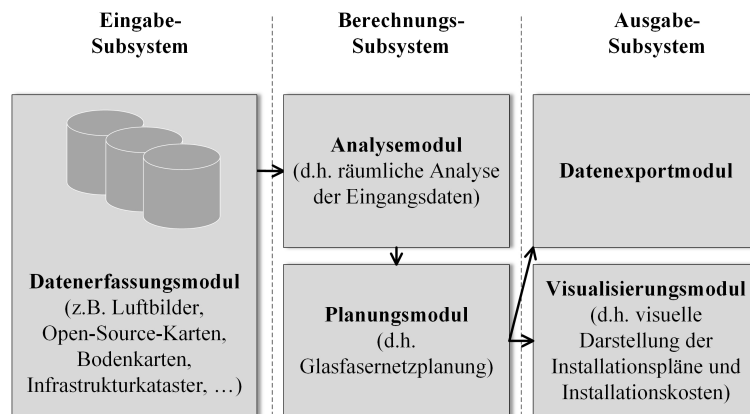 Eingabe-
Subsystem
Berechnungs-
Subsystem
Ausgabe-
Subsystem
Datenerfassungsmodul
(z.B. Luftbilder,
Open-Source-Karten,
Bodenkarten,
Infrastrukturkataster, …)
Analysemodul
(d.h. räumliche Analyse
der Eingangsdaten)
Planungsmodul
(d.h.
Glasfasernetzplanung)
Datenexportmodul
Visualisierungsmodul
(d.h. visuelle
Darstellung der
Installationspläne und
Installationskosten)